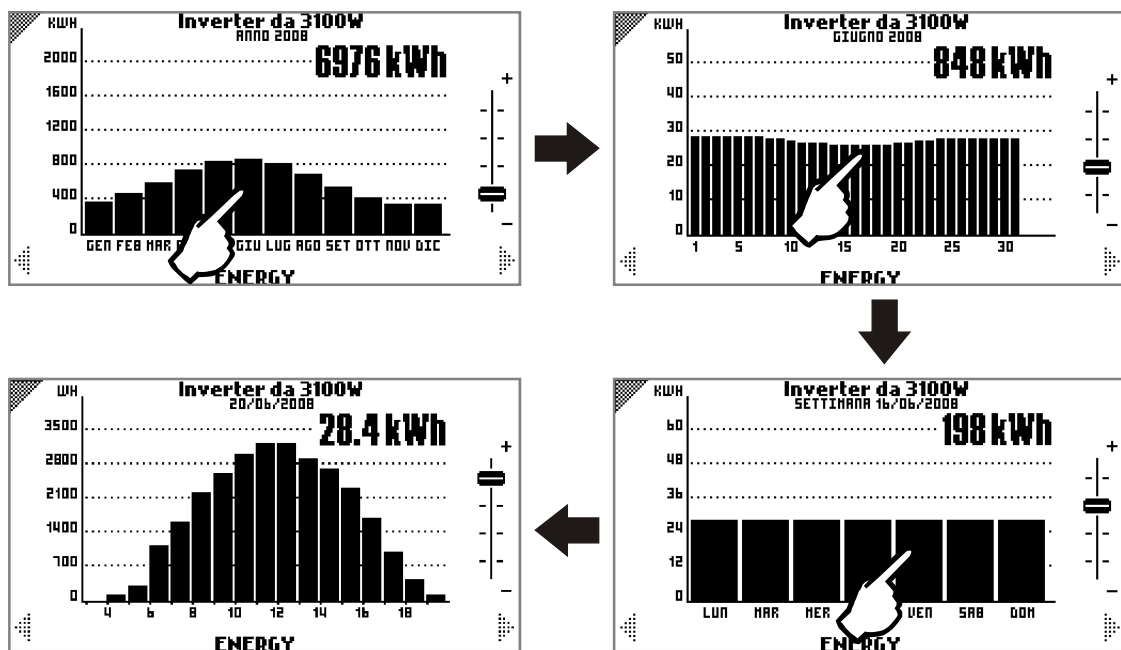 KWH Inverter da 3100W
ANNO 2008
6976 kWh
2000
1600
1200
800
400
0
+
−
GEN FEB MAR GIU LUG AGO SET OTT NOV DIC
ENERGY
KWH Inverter da 3100W
GIUGNO 2008
848 kWh
50
40
30
20
10
0
+
−
1 5 10 15 20 25 30
ENERGY
WH Inverter da 3100W
20/06/2008
28.4 kWh
3500
2800
2100
1400
700
0
+
−
4 6 8 10 12 14 16 18
ENERGY
KWH Inverter da 3100W
SETTIMANA 16/06/2008
198 kWh
60
48
36
24
12
0
+
−
LUN MAR MER VEN SAB DOM
ENERGY